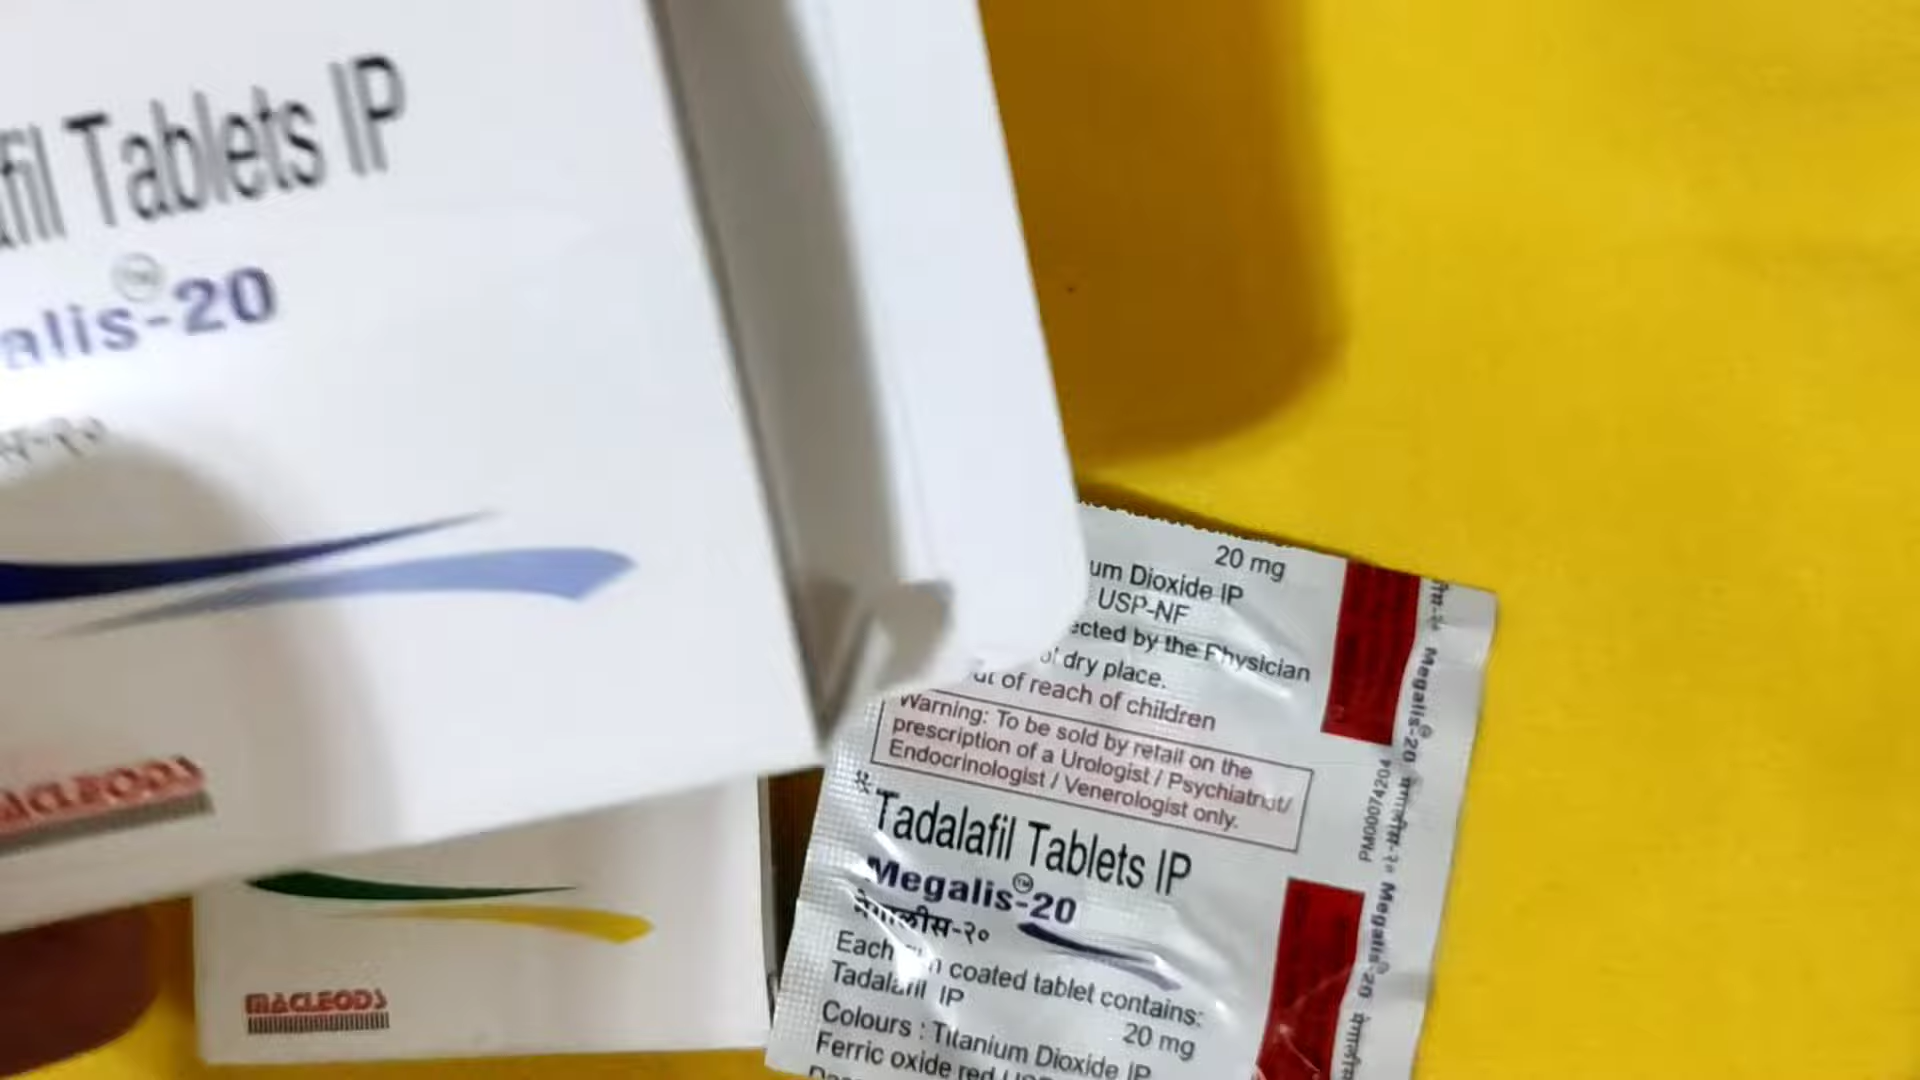 fil Tablets IP
alis-20
MACLEODS
MACLEODS
20 mg
um Dioxide IP
USP-NF
ected by the Physician
dry place.
ut of reach of children
Warning: To be sold by retail on the
prescription of a Urologist / Psychiatrist/
Endocrinologist / Venerologist only.
Tadalafil Tablets IP
Megalis™-20
मेगालीस-२०
Each coated tablet contains:
Tadalafil IP
20 mg
Colours : Titanium Dioxide IP
Ferric oxide red
Megalis®-20
Megalis®-20
PM00074204